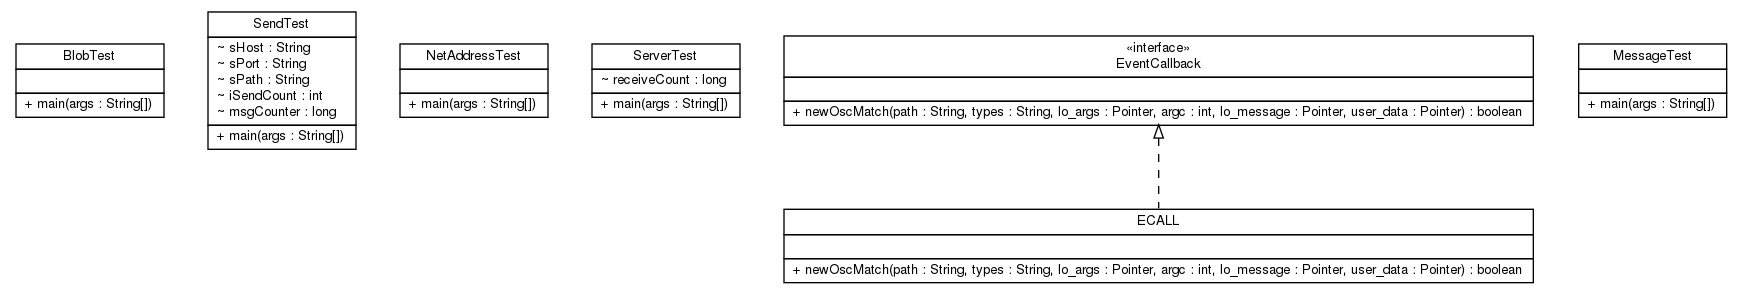 BlobTest
+ main(args : String[])
SendTest
~ sHost : String
~ sPort : String
~ sPath : String
~ iSendCount : int
~ msgCounter : long
+ main(args : String[])
NetAddressTest
+ main(args : String[])
ServerTest
~ receiveCount : long
+ main(args : String[])
«interface»
EventCallback
+ newOscMatch(path : String, types : String, lo_args : Pointer, argc : int, lo_message : Pointer, user_data : Pointer) : boolean
ECALL
+ newOscMatch(path : String, types : String, lo_args : Pointer, argc : int, lo_message : Pointer, user_data : Pointer) : boolean
MessageTest
+ main(args : String[])